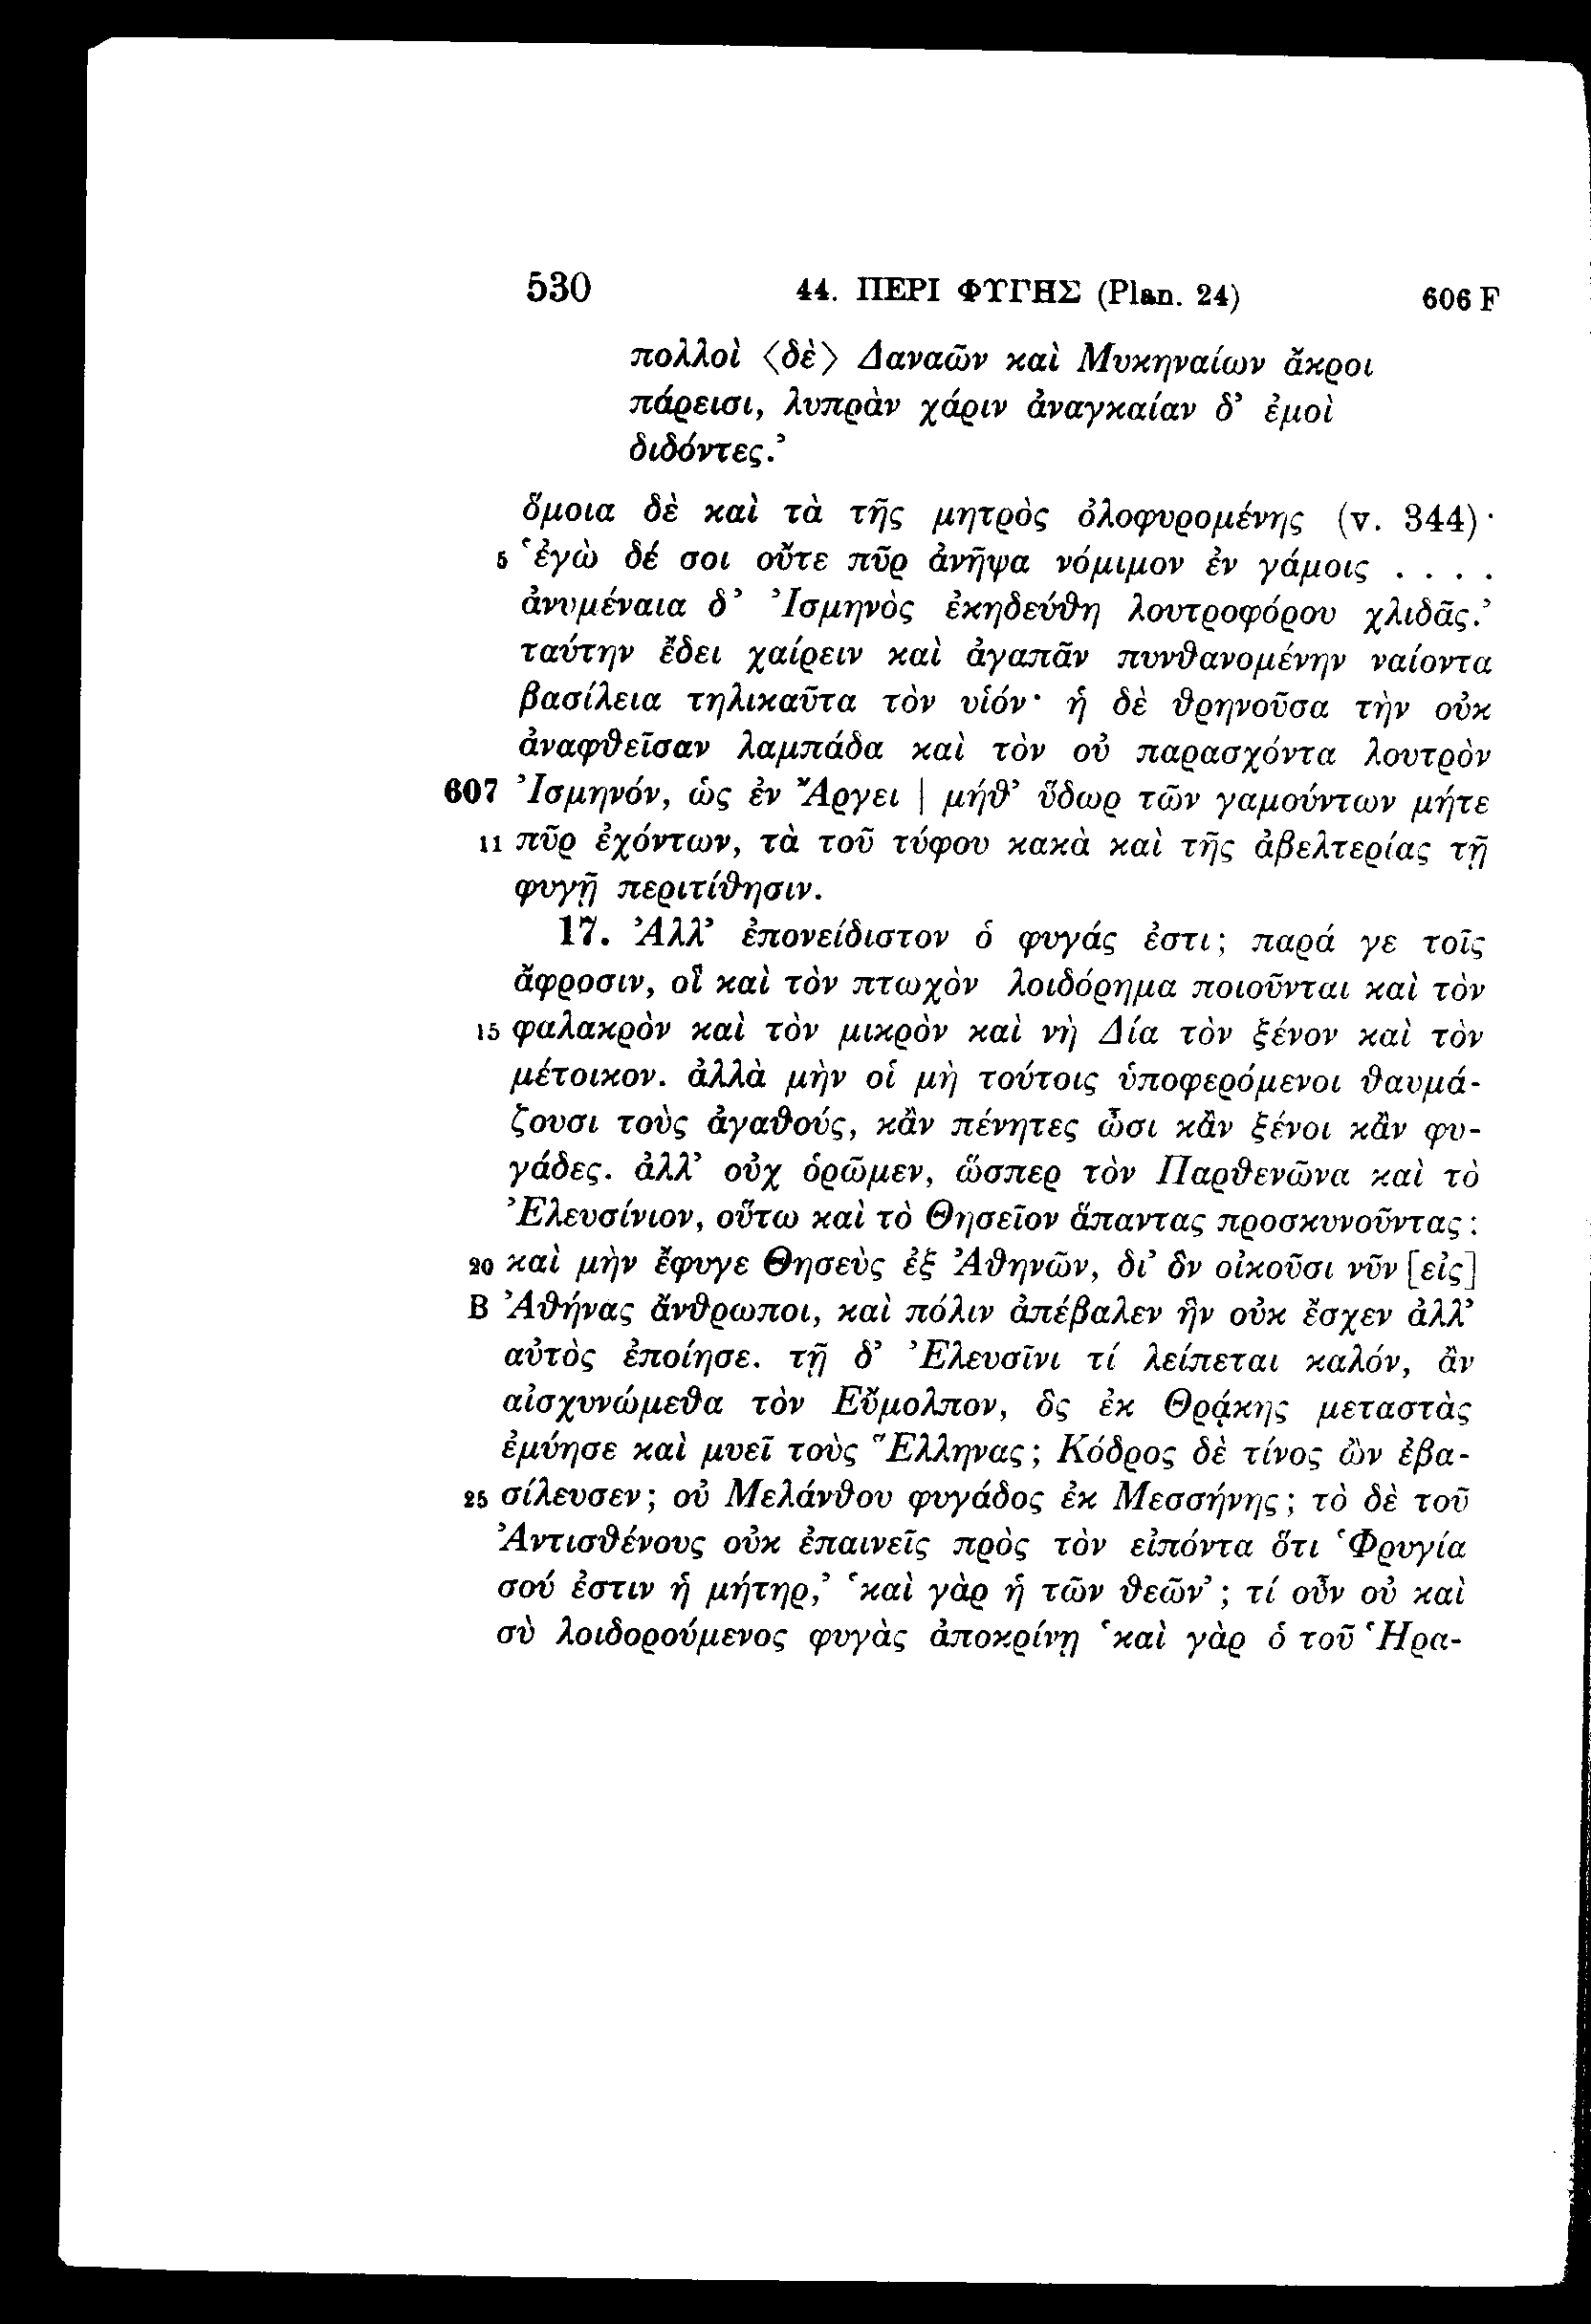 530 44. ΠΕΡΙ ΦΥΓΗΣ (Plan. 24) 606 F
πολλοὶ 〈δὲ〉 Δαναῶν καὶ Μυκηναίων ἄκροι
πάρεισι, λυπρὰν χάριν ἀναγκαίαν δ’ ἐμοὶ
διδόντες.’
ὅμοια δὲ καὶ τὰ τῆς μητρὸς ὀλοφυρομένης (v. 344)·
5 ‘ἐγὼ δέ σοι οὔτε πῦρ ἀνῆψα νόμιμον ἐν γάμοις . . . .
ἀνυμέναια δ’ Ἰσμηνὸς ἐκηδεύθη λουτροφόρου χλιδᾶς.’
ταύτην ἔδει χαίρειν καὶ ἀγαπᾶν πυνθανομένην ναίοντα
βασίλεια τηλικαῦτα τὸν υἱόν· ἡ δὲ θρηνοῦσα τὴν οὐκ
ἀναφθεῖσαν λαμπάδα καὶ τὸν οὐ παρασχόντα λουτρὸν
607 Ἰσμηνόν, ὡς ἐν Ἄργει | μήθ’ ὕδωρ τῶν γαμούντων μήτε
11 πῦρ ἐχόντων, τὰ τοῦ τύφου κακὰ καὶ τῆς ἀβελτερίας τῇ
φυγῇ περιτίθησιν.
17. Ἀλλ’ ἐπονείδιστον ὁ φυγάς ἐστι; παρά γε τοῖς
ἄφροσιν, οἳ καὶ τὸν πτωχὸν λοιδόρημα ποιοῦνται καὶ τὸν
15 φαλακρὸν καὶ τὸν μικρὸν καὶ νὴ Δία τὸν ξένον καὶ τὸν
μέτοικον. ἀλλὰ μὴν οἱ μὴ τούτοις ὑποφερόμενοι θαυμά-
ζουσι τοὺς ἀγαθούς, κἂν πένητες ὦσι κἂν ξένοι κἂν φυ-
γάδες. ἀλλ’ οὐχ ὁρῶμεν, ὥσπερ τὸν Παρθενῶνα καὶ τὸ
Ἐλευσίνιον, οὕτω καὶ τὸ Θησεῖον ἅπαντας προσκυνοῦντας;
20 καὶ μὴν ἔφυγε Θησεὺς ἐξ Ἀθηνῶν, δι’ ὃν οἰκοῦσι νῦν [εἰς]
B Ἀθήνας ἄνθρωποι, καὶ πόλιν ἀπέβαλεν ἣν οὐκ ἔσχεν ἀλλ’
αὐτὸς ἐποίησε. τῇ δ’ Ἐλευσῖνι τί λείπεται καλόν, ἂν
αἰσχυνώμεθα τὸν Εὔμολπον, ὃς ἐκ Θρᾴκης μεταστὰς
ἐμύησε καὶ μυεῖ τοὺς Ἕλληνας; Κόδρος δὲ τίνος ὢν ἐβα-
25 σίλευσεν; οὐ Μελάνθου φυγάδος ἐκ Μεσσήνης; τὸ δὲ τοῦ
Ἀντισθένους οὐκ ἐπαινεῖς πρὸς τὸν εἰπόντα ὅτι ‘Φρυγία
σού ἐστιν ἡ μήτηρ,’ ‘καὶ γὰρ ἡ τῶν θεῶν’; τί οὖν οὐ καὶ
σὺ λοιδορούμενος φυγὰς ἀποκρίνῃ ‘καὶ γὰρ ὁ τοῦ Ἡρα-